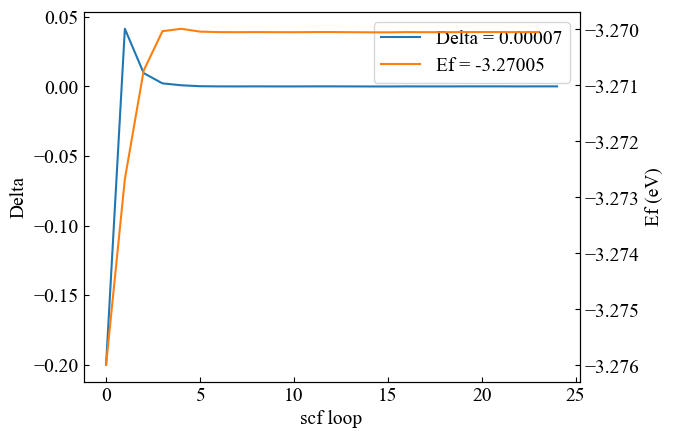 0.05
0.00
−0.05
−0.10
−0.15
−0.20
Delta
Delta = 0.00007
Ef = -3.27005
−3.270
−3.271
−3.272
−3.273
−3.274
−3.275
−3.276
Ef (eV)
0 5 10 15 20 25
scf loop